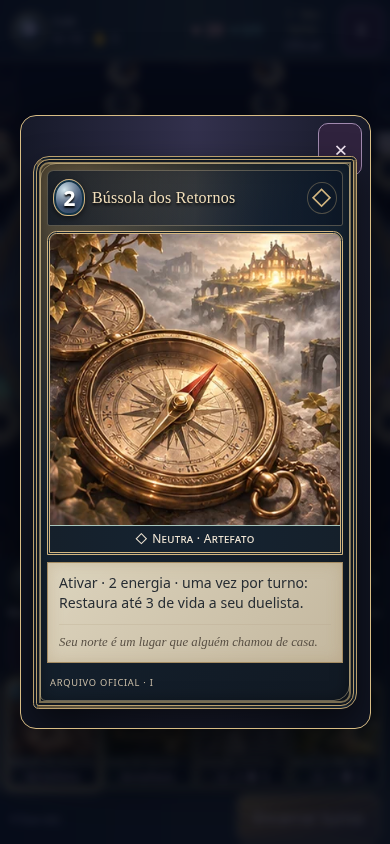 ×
2 Bússola dos Retornos
◇ Neutra · Artefato
Ativar · 2 energia · uma vez por turno:
Restaura até 3 de vida a seu duelista.
Seu norte é um lugar que alguém chamou de casa.
ARQUIVO OFICIAL · I